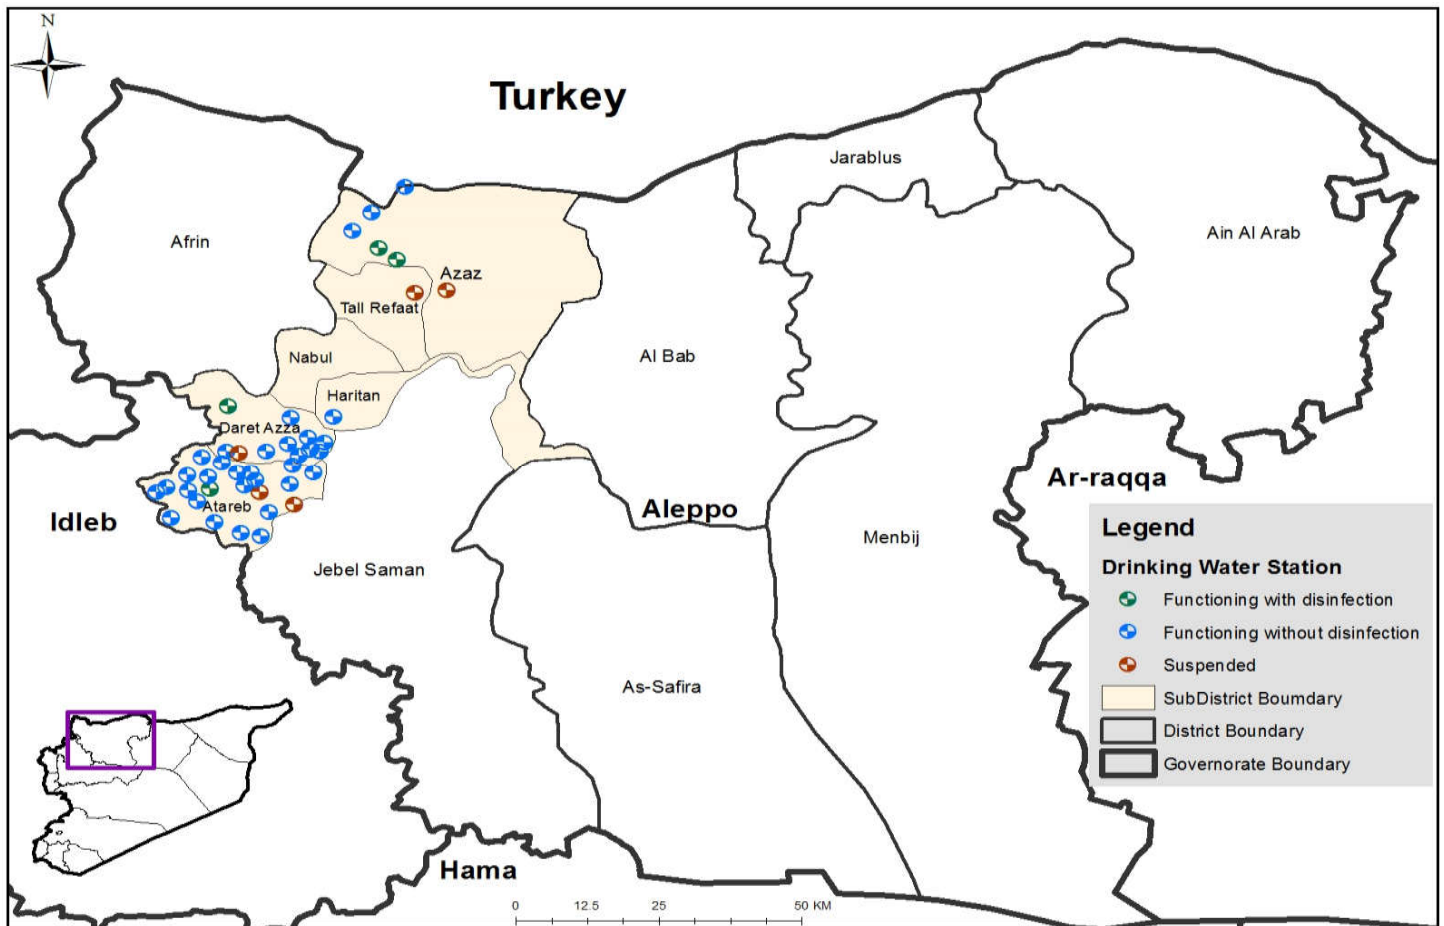 N
Turkey
Jarablus
Ain Al Arab
Afrin
Azaz
Tall Refaat
Nabul
Al Bab
Haritan
Daret Azza
Ar-raqqa
Atareb
Idleb
Aleppo
Menbij
Jebel Saman
As-Safira
Hama
Legend
Drinking Water Station
Functioning with disinfection
Functioning without disinfection
Suspended
SubDistrict Boumdary
District Boundary
Governorate Boundary
0 12.5 25 50 KM